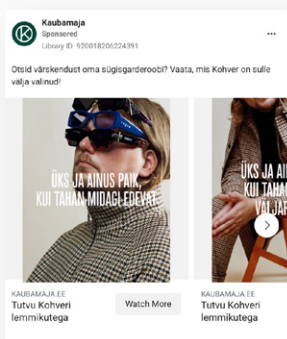 Kaubamaja
Sponsored
Library ID: 920018206224391
Otsid värskendust oma sügisgarderoobi? Vaata, mis Kohver on sulle
välja valinud!
ÜKS JA AINUS PAIK,
KUI TAHAN MIDAGI EDEVAT.
ÜKS JA AI
KUI TAHA
VÄLJAP
KAUBAMAJA.EE
Tutvu Kohveri
lemmikutega
Watch More
KAUBAMAJA.EE
Tutvu Kohveri
lemmikutega